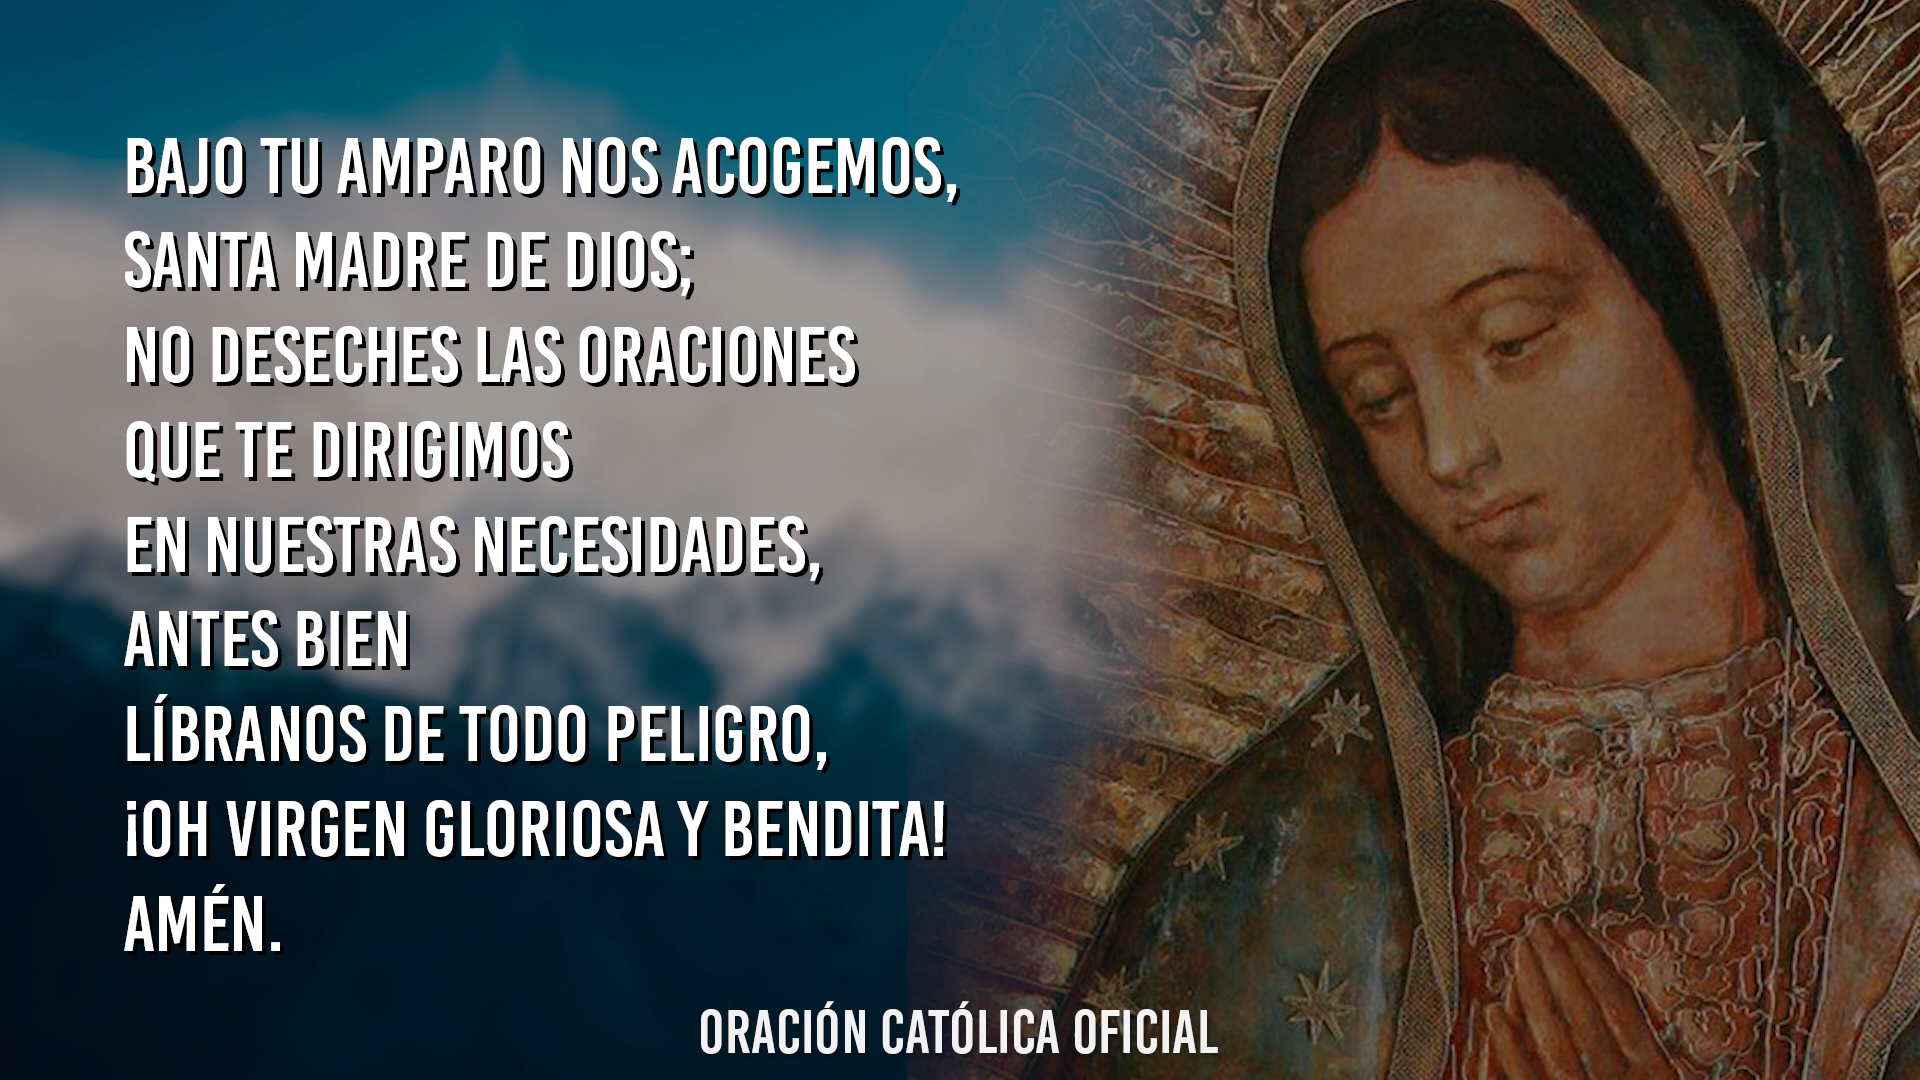 BAJO TU AMPARO NOS ACOGEMOS,
SANTA MADRE DE DIOS;
NO DESECHES LAS ORACIONES
QUE TE DIRIGIMOS
EN NUESTRAS NECESIDADES,
ANTES BIEN
LÍBRANOS DE TODO PELIGRO,
¡OH VIRGEN GLORIOSA Y BENDITA!
AMÉN.
ORACIÓN CATÓLICA OFICIAL